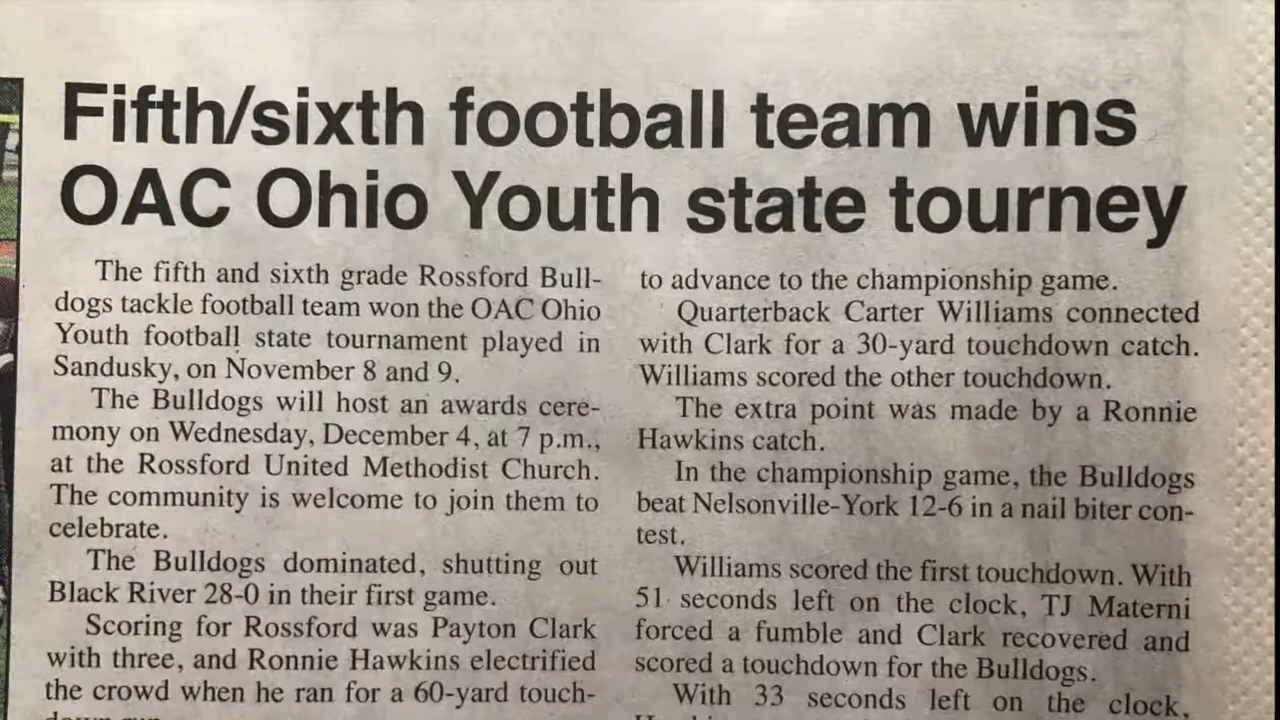 Fifth/sixth football team wins
OAC Ohio Youth state tourney
The fifth and sixth grade Rossford Bull-
dogs tackle football team won the OAC Ohio
Youth football state tournament played in
Sandusky, on November 8 and 9.
The Bulldogs will host an awards cere-
mony on Wednesday, December 4, at 7 p.m.,
at the Rossford United Methodist Church.
The community is welcome to join them to
celebrate.
The Bulldogs dominated, shutting out
Black River 28-0 in their first game.
Scoring for Rossford was Payton Clark
with three, and Ronnie Hawkins electrified
the crowd when he ran for a 60-yard touch-
to advance to the championship game.
Quarterback Carter Williams connected
with Clark for a 30-yard touchdown catch.
Williams scored the other touchdown.
The extra point was made by a Ronnie
Hawkins catch.
In the championship game, the Bulldogs
beat Nelsonville-York 12-6 in a nail biter con-
test.
Williams scored the first touchdown. With
51 seconds left on the clock, TJ Materni
forced a fumble and Clark recovered and
scored a touchdown for the Bulldogs.
With 33 seconds left on the clock,